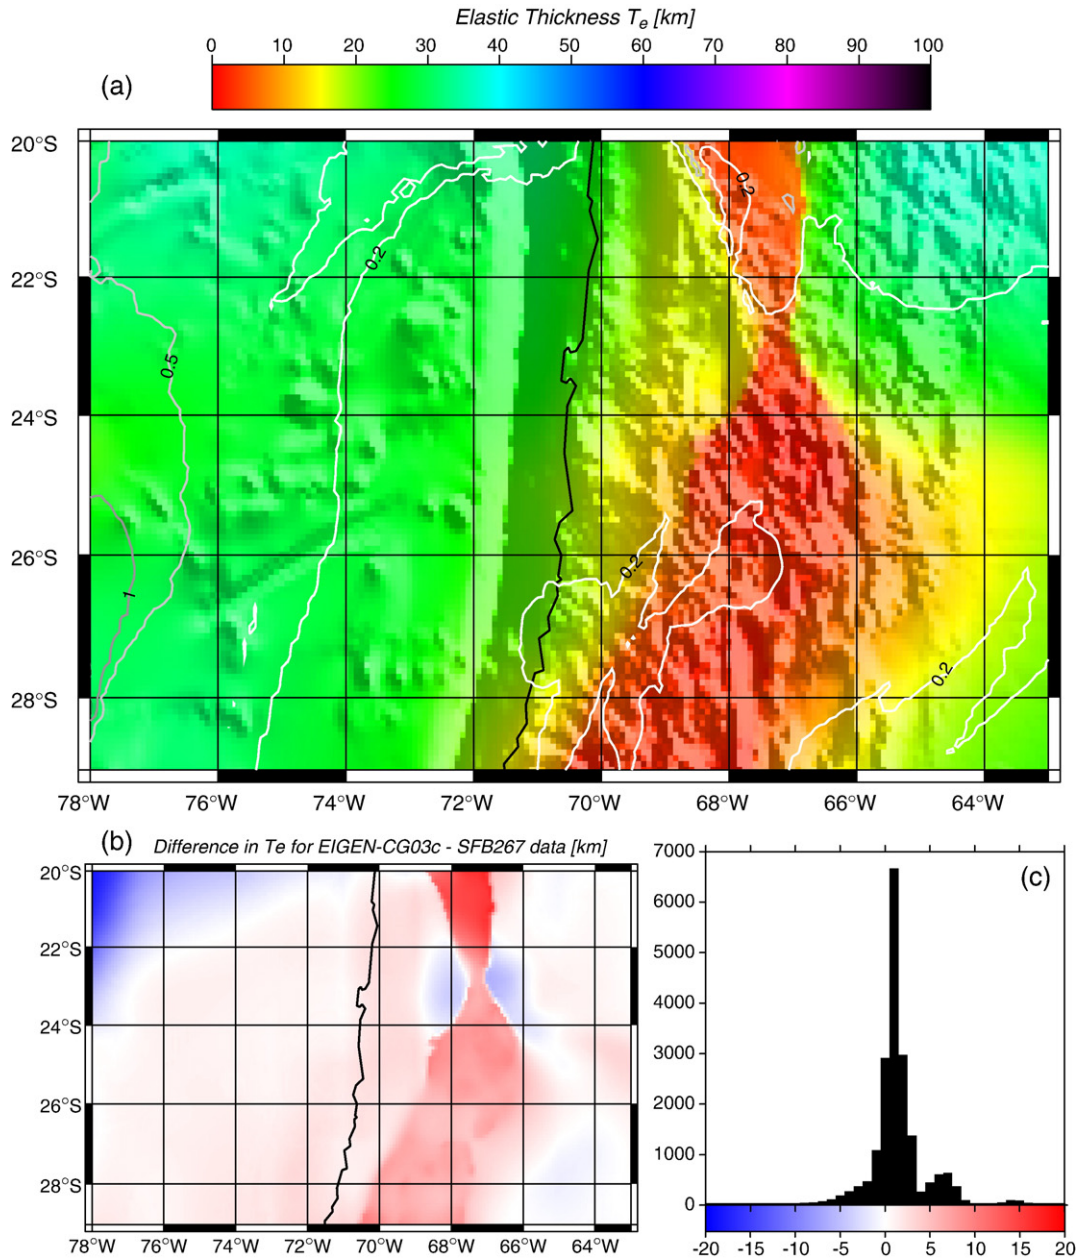 Elastic Thickness Te [km]
0 10 20 30 40 50 60 70 80 90 100
(a)
20°S
0.2
0.2
22°S
0.5
24°S
26°S
0.2
1
0.2
28°S
78°W 76°W 74°W 72°W 70°W 68°W 66°W 64°W
(b) Difference in Te for EIGEN-CG03c - SFB267 data [km]
20°S
22°S
24°S
26°S
28°S
78°W 76°W 74°W 72°W 70°W 68°W 66°W 64°W
(c)
7000
6000
5000
4000
3000
2000
1000
0
-20 -15 -10 -5 0 5 10 15 20